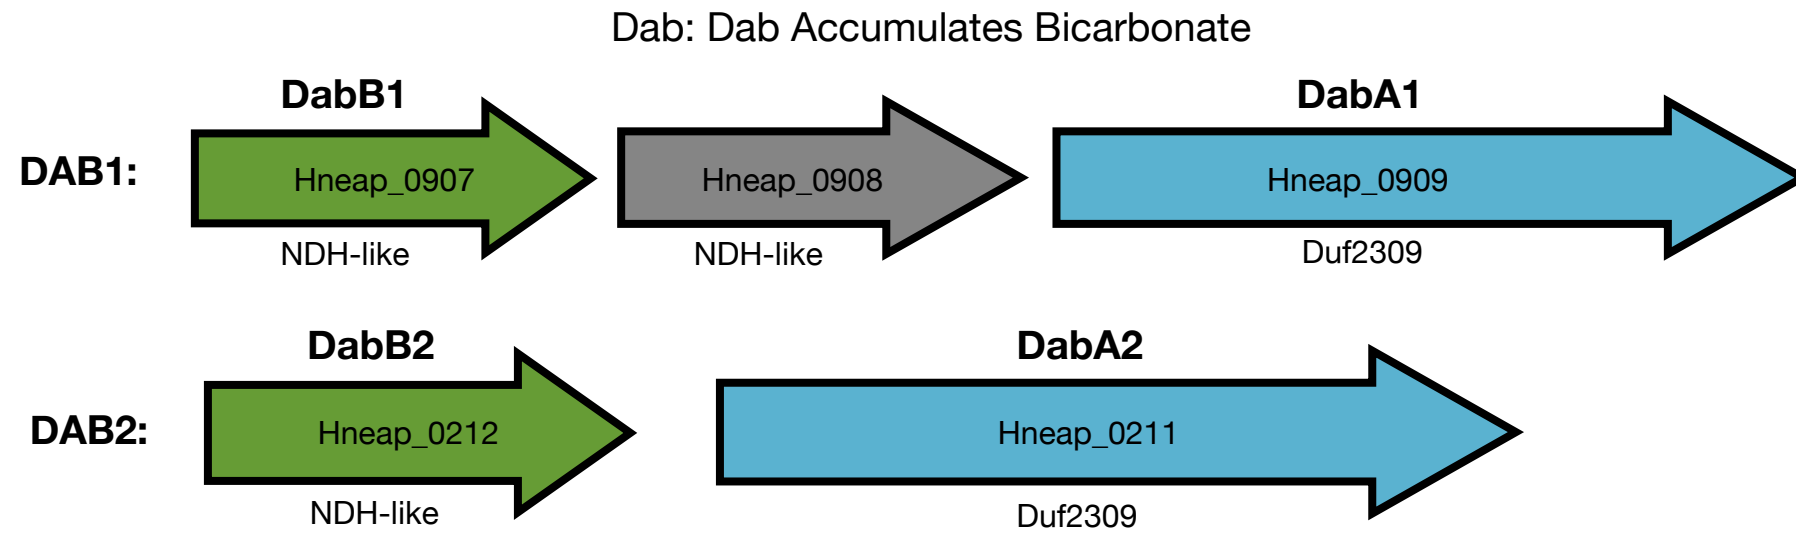 Dab: Dab Accumulates Bicarbonate
DabB1 DabA1
DAB1: Hneap_0907 Hneap_0908 Hneap_0909
NDH-like NDH-like Duf2309
DabB2 DabA2
DAB2: Hneap_0212 Hneap_0211
NDH-like Duf2309